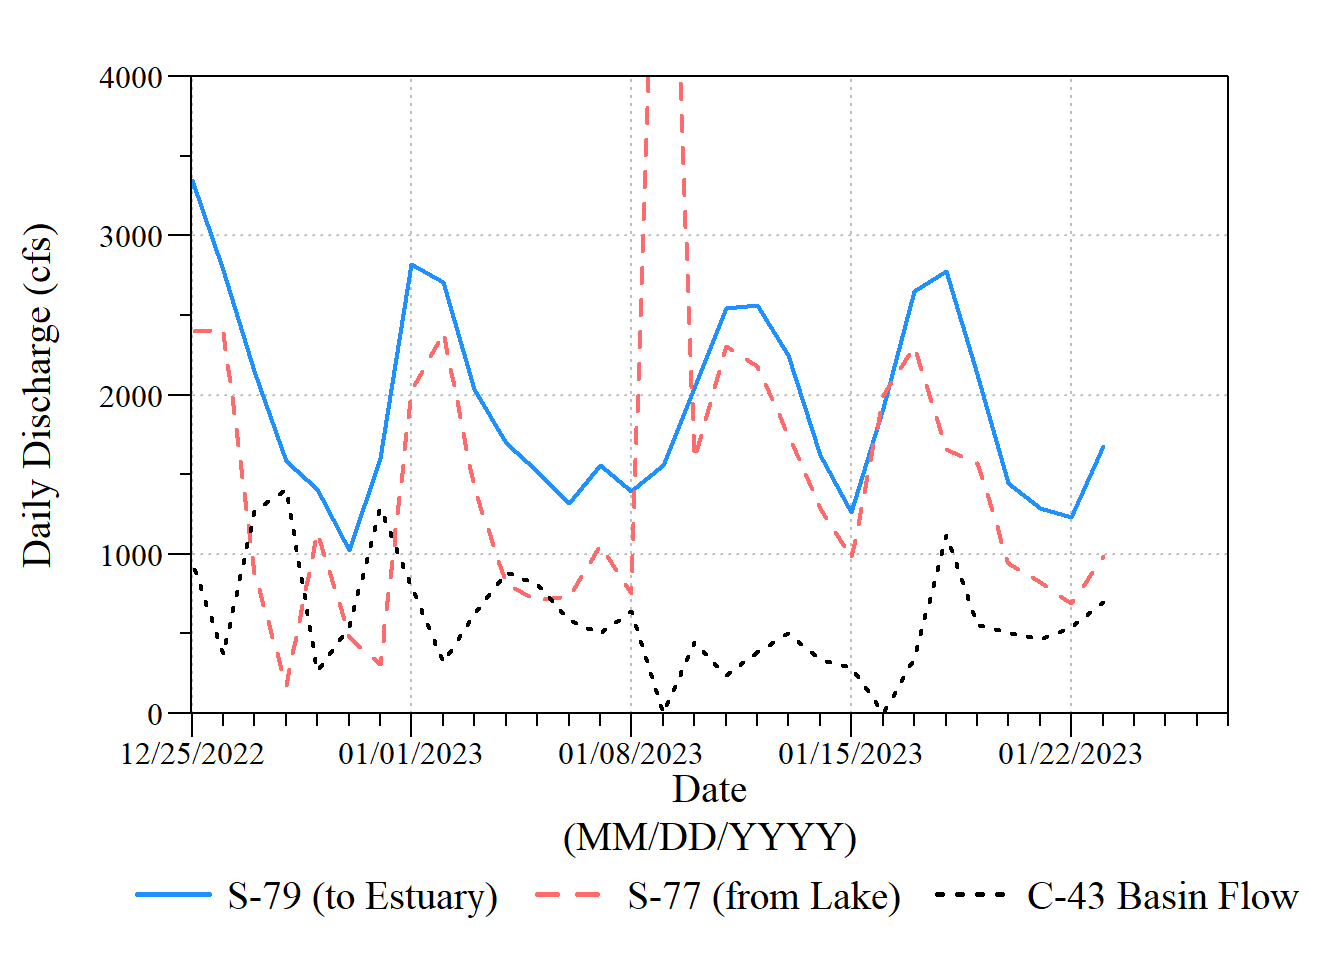 Daily Discharge (cfs)
4000
3000
2000
1000
0
12/25/2022 01/01/2023 01/08/2023 01/15/2023 01/22/2023
Date
(MM/DD/YYYY)
S-79 (to Estuary) S-77 (from Lake) C-43 Basin Flow